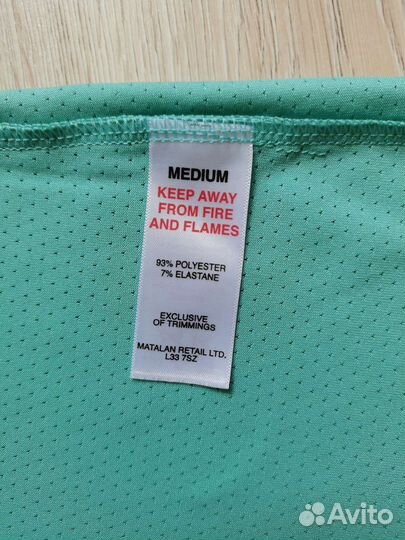 MEDIUM
KEEP AWAY
FROM FIRE
AND FLAMES
93% POLYESTER
7% ELASTANE
EXCLUSIVE
OF TRIMMINGS
MATALAN RETAIL LTD.
L33 7SZ
Avito